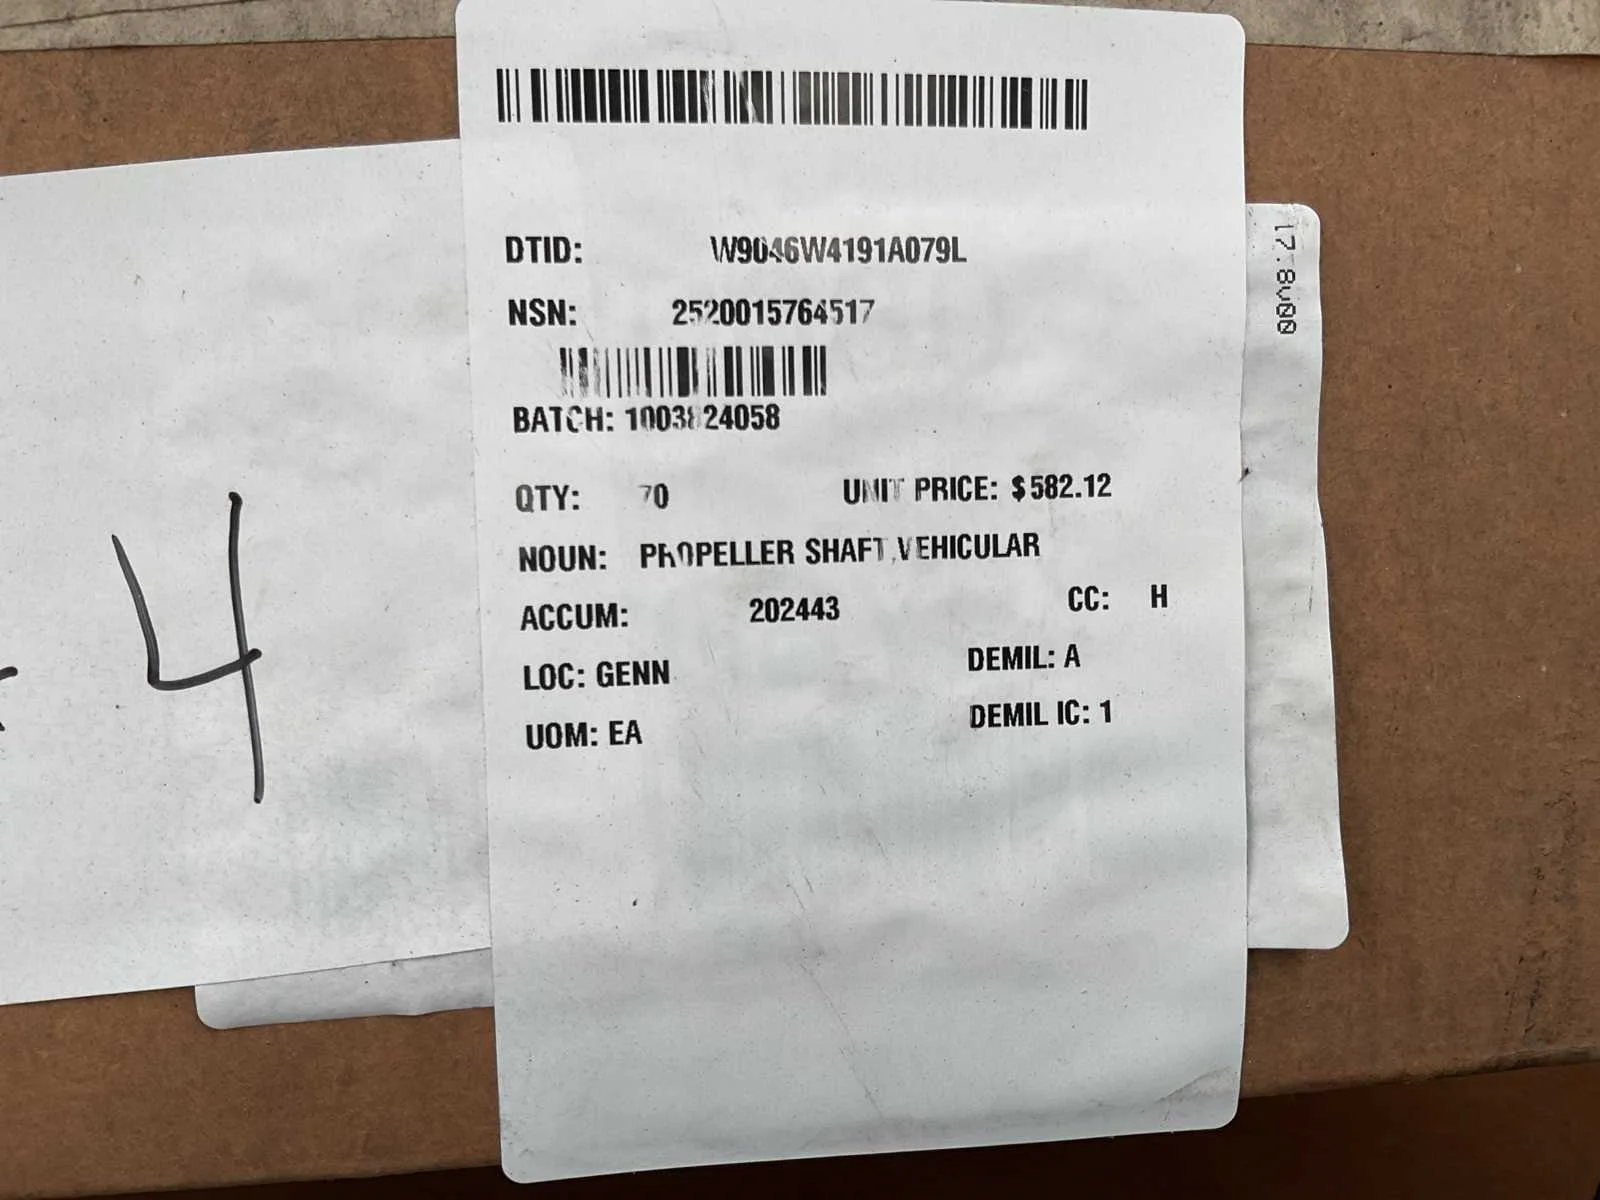 DTID: W9046W4191A079L
NSN: 2520015764517
BATCH: 1003824058
QTY: 70 UNIT PRICE: $582.12
NOUN: PROPELLER SHAFT,VEHICULAR
ACCUM: 202443 CC: H
LOC: GENN DEMIL: A
UOM: EA DEMIL IC: 1
4